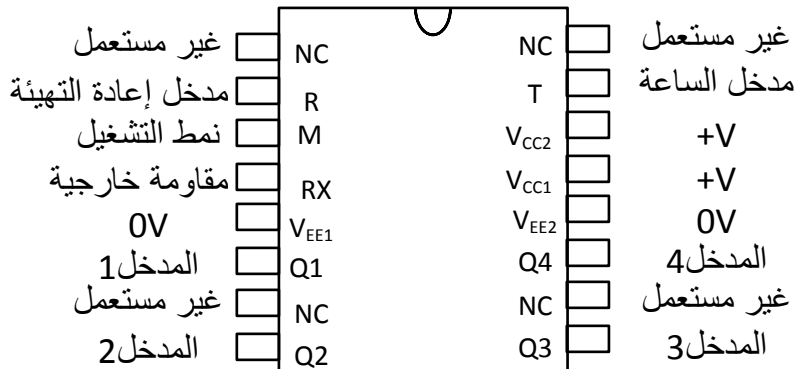 غير مستعمل NC NC غير مستعمل
مدخل إعادة التهيئة R T مدخل الساعة
نمط التشغيل M VCC2 +V
مقاومة خارجية RX VCC1 +V
0V VEE1 VEE2 0V
المدخل1 Q1 Q4 المدخل4
غير مستعمل NC NC غير مستعمل
المدخل2 Q2 Q3 المدخل3